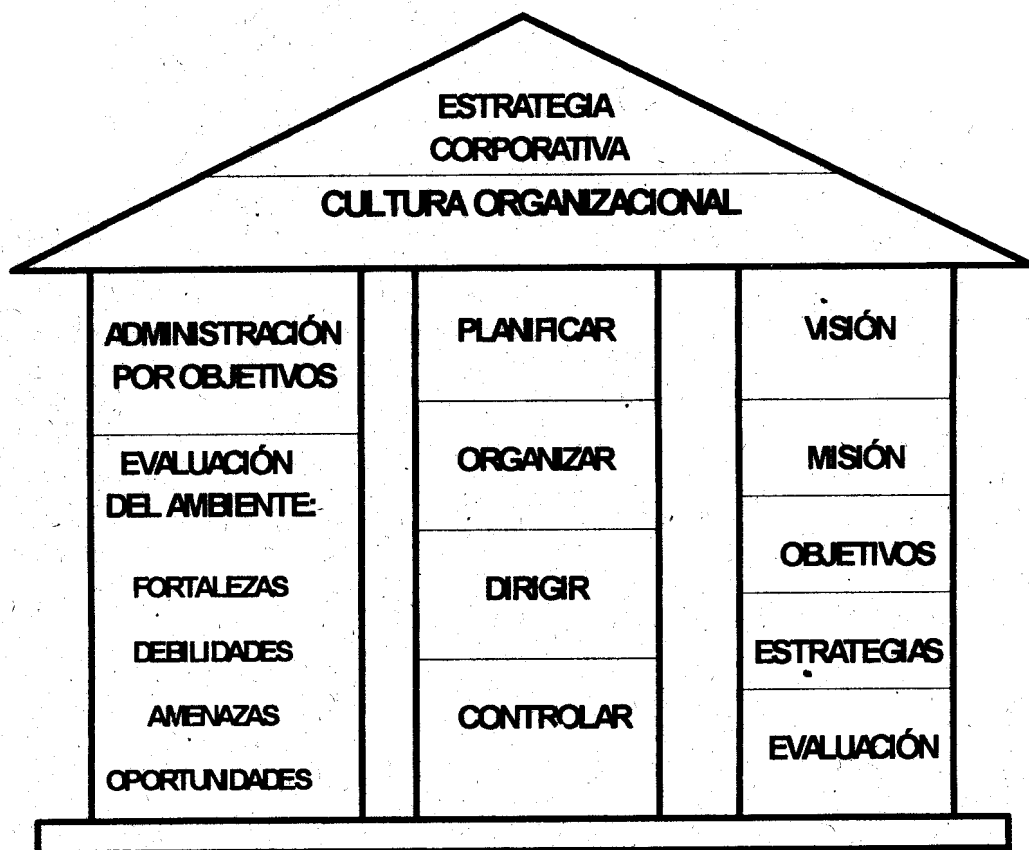 ESTRATEGIA
CORPORATIVA
CULTURA ORGANIZACIONAL
ADMINISTRACIÓN
POR OBJETIVOS
EVALUACIÓN
DEL AMBIENTE:
FORTALEZAS
DEBILIDADES
AMENAZAS
OPORTUNIDADES
PLANIFICAR
ORGANIZAR
DIRIGIR
CONTROLAR
VISIÓN
MISIÓN
OBJETIVOS
ESTRATEGIAS
EVALUACIÓN